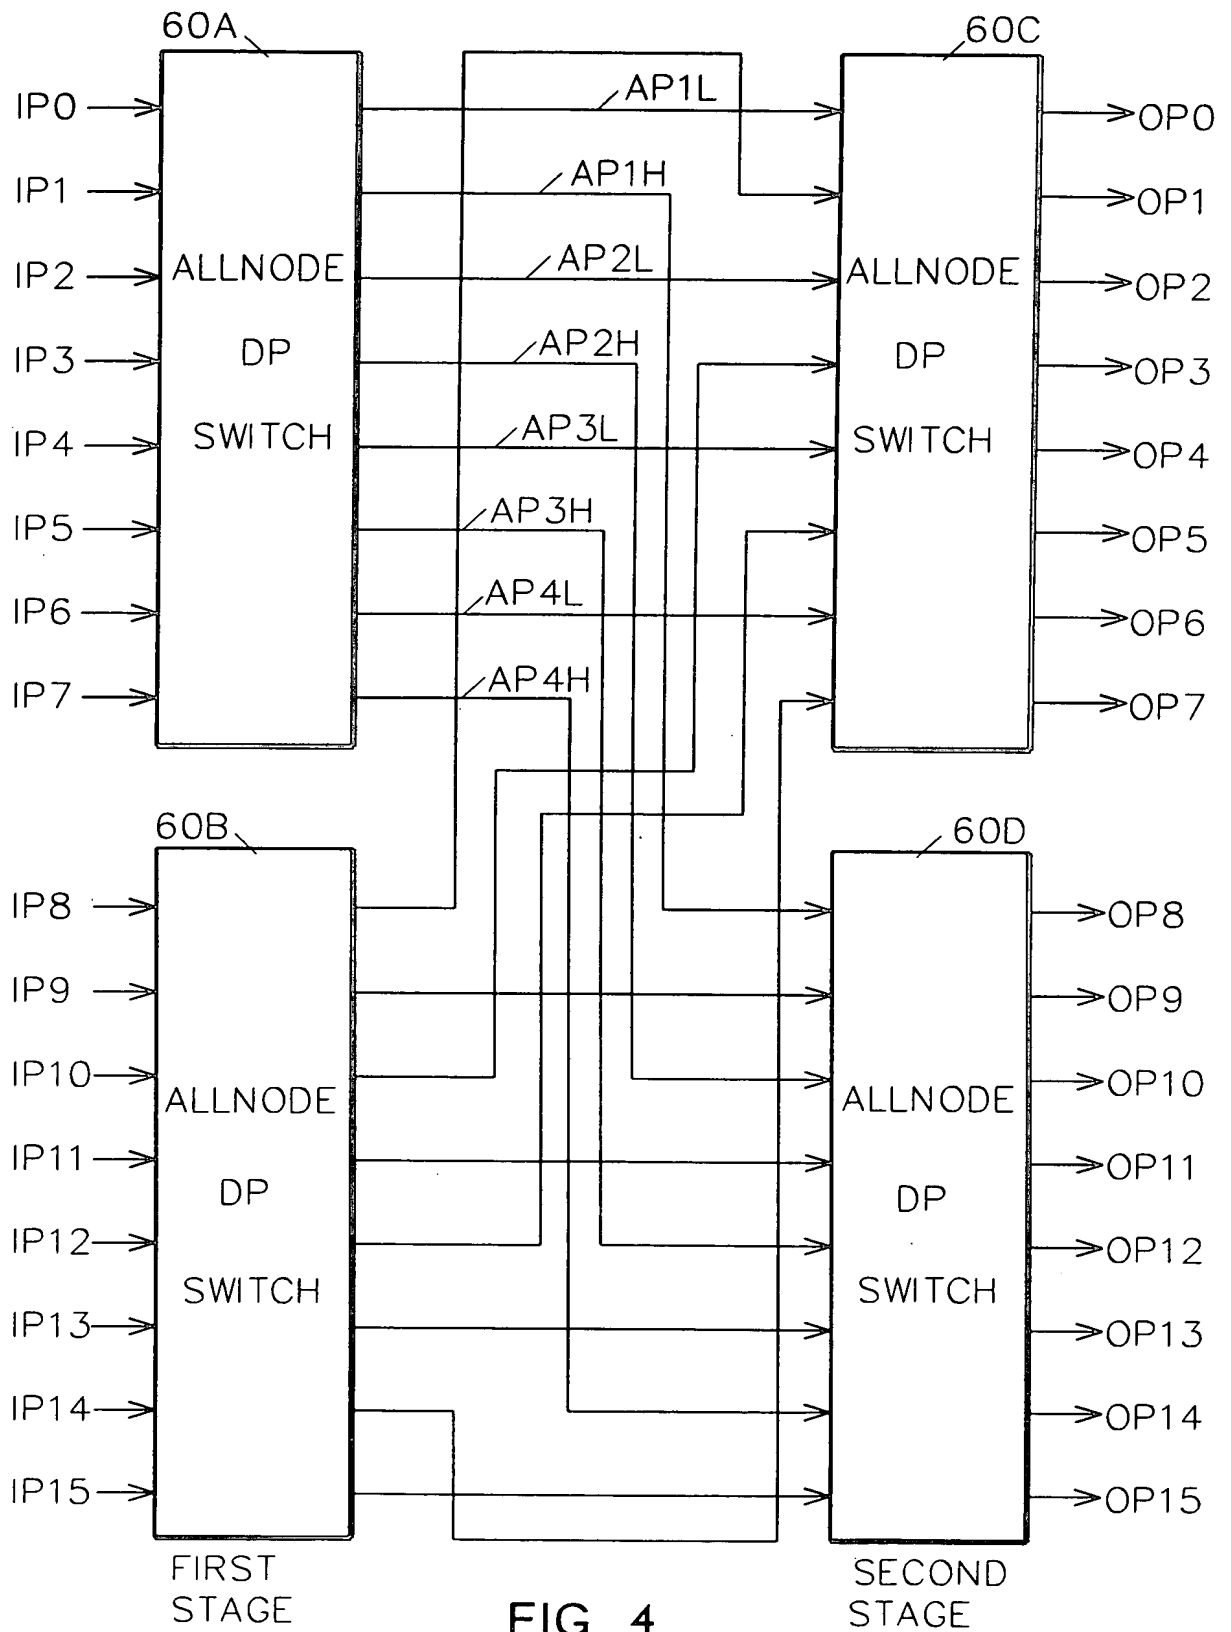 60A
60C
IP0
AP1L
OP0
IP1
AP1H
OP1
IP2
ALLNODE
AP2L
ALLNODE
OP2
IP3
DP
AP2H
DP
OP3
IP4
SWITCH
AP3L
SWITCH
OP4
IP5
AP3H
OP5
IP6
AP4L
OP6
IP7
AP4H
OP7
60B
60D
IP8
OP8
IP9
OP9
IP10
ALLNODE
ALLNODE
OP10
IP11
DP
DP
OP11
IP12
SWITCH
SWITCH
OP12
IP13
OP13
IP14
OP14
IP15
OP15
FIRST
STAGE
SECOND
STAGE
FIG 4